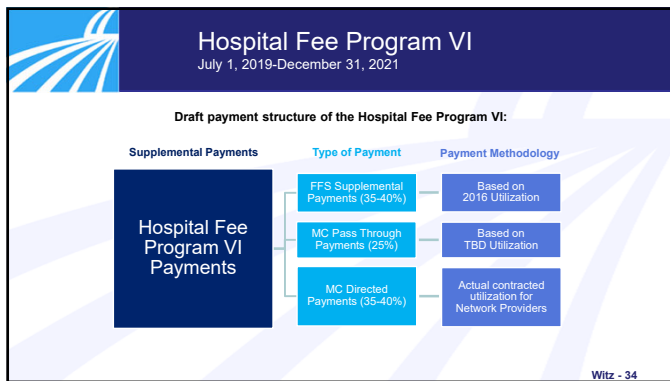 Hospital Fee Program VI
July 1, 2019-December 31, 2021
Draft payment structure of the Hospital Fee Program VI:
Supplemental Payments
Type of Payment
Payment Methodology
Hospital Fee
Program VI
Payments
FFS Supplemental
Payments (35-40%)
Based on
2016 Utilization
MC Pass Through
Payments (25%)
Based on
TBD Utilization
MC Directed
Payments (35-40%)
Actual contracted
utilization for
Network Providers
Witz - 34